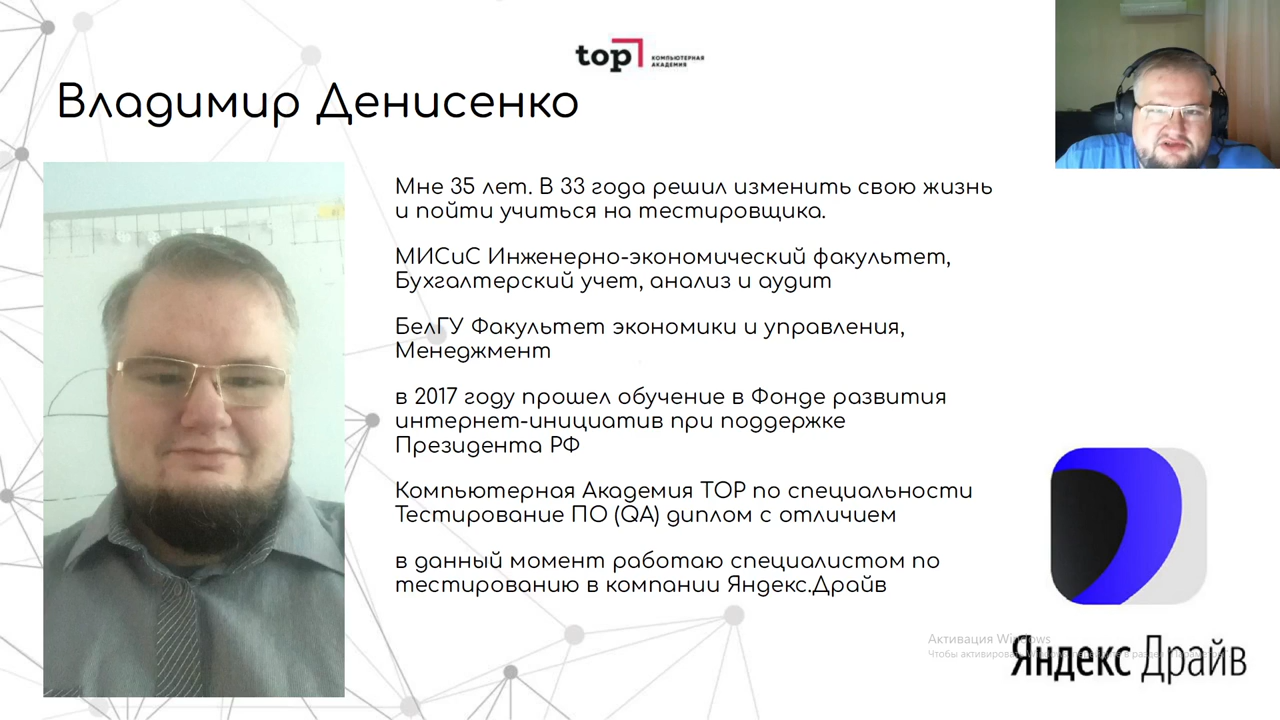 top КОМПЬЮТЕРНАЯ
АКАДЕМИЯ
Владимир Денисенко
Мне 35 лет. В 33 года решил изменить свою жизнь
и пойти учиться на тестировщика.
МИСиС Инженерно-экономический факультет,
Бухгалтерский учет, анализ и аудит
БелГУ Факультет экономики и управления,
Менеджмент
в 2017 году прошел обучение в Фонде развития
интернет-инициатив при поддержке
Президента РФ
Компьютерная Академия TOP по специальности
Тестирование ПО (QA) диплом с отличием
в данный момент работаю специалистом по
тестированию в компании Яндекс.Драйв
Активация Windows
Чтобы активировать
Яндекс Драйв